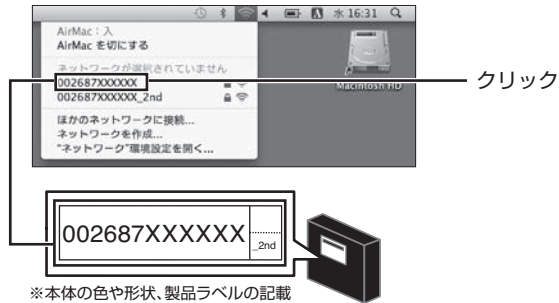 水16:31
AirMac：入
AirMac を切にする
ネットワークが選択されていません
002687XXXXXX
002687XXXXXX_2nd
ほかのネットワークに接続...
ネットワークを作成...
"ネットワーク"環境設定を開く...
Macintosh HD
クリック
002687XXXXXX
_2nd
※本体の色や形状、製品ラベルの記載